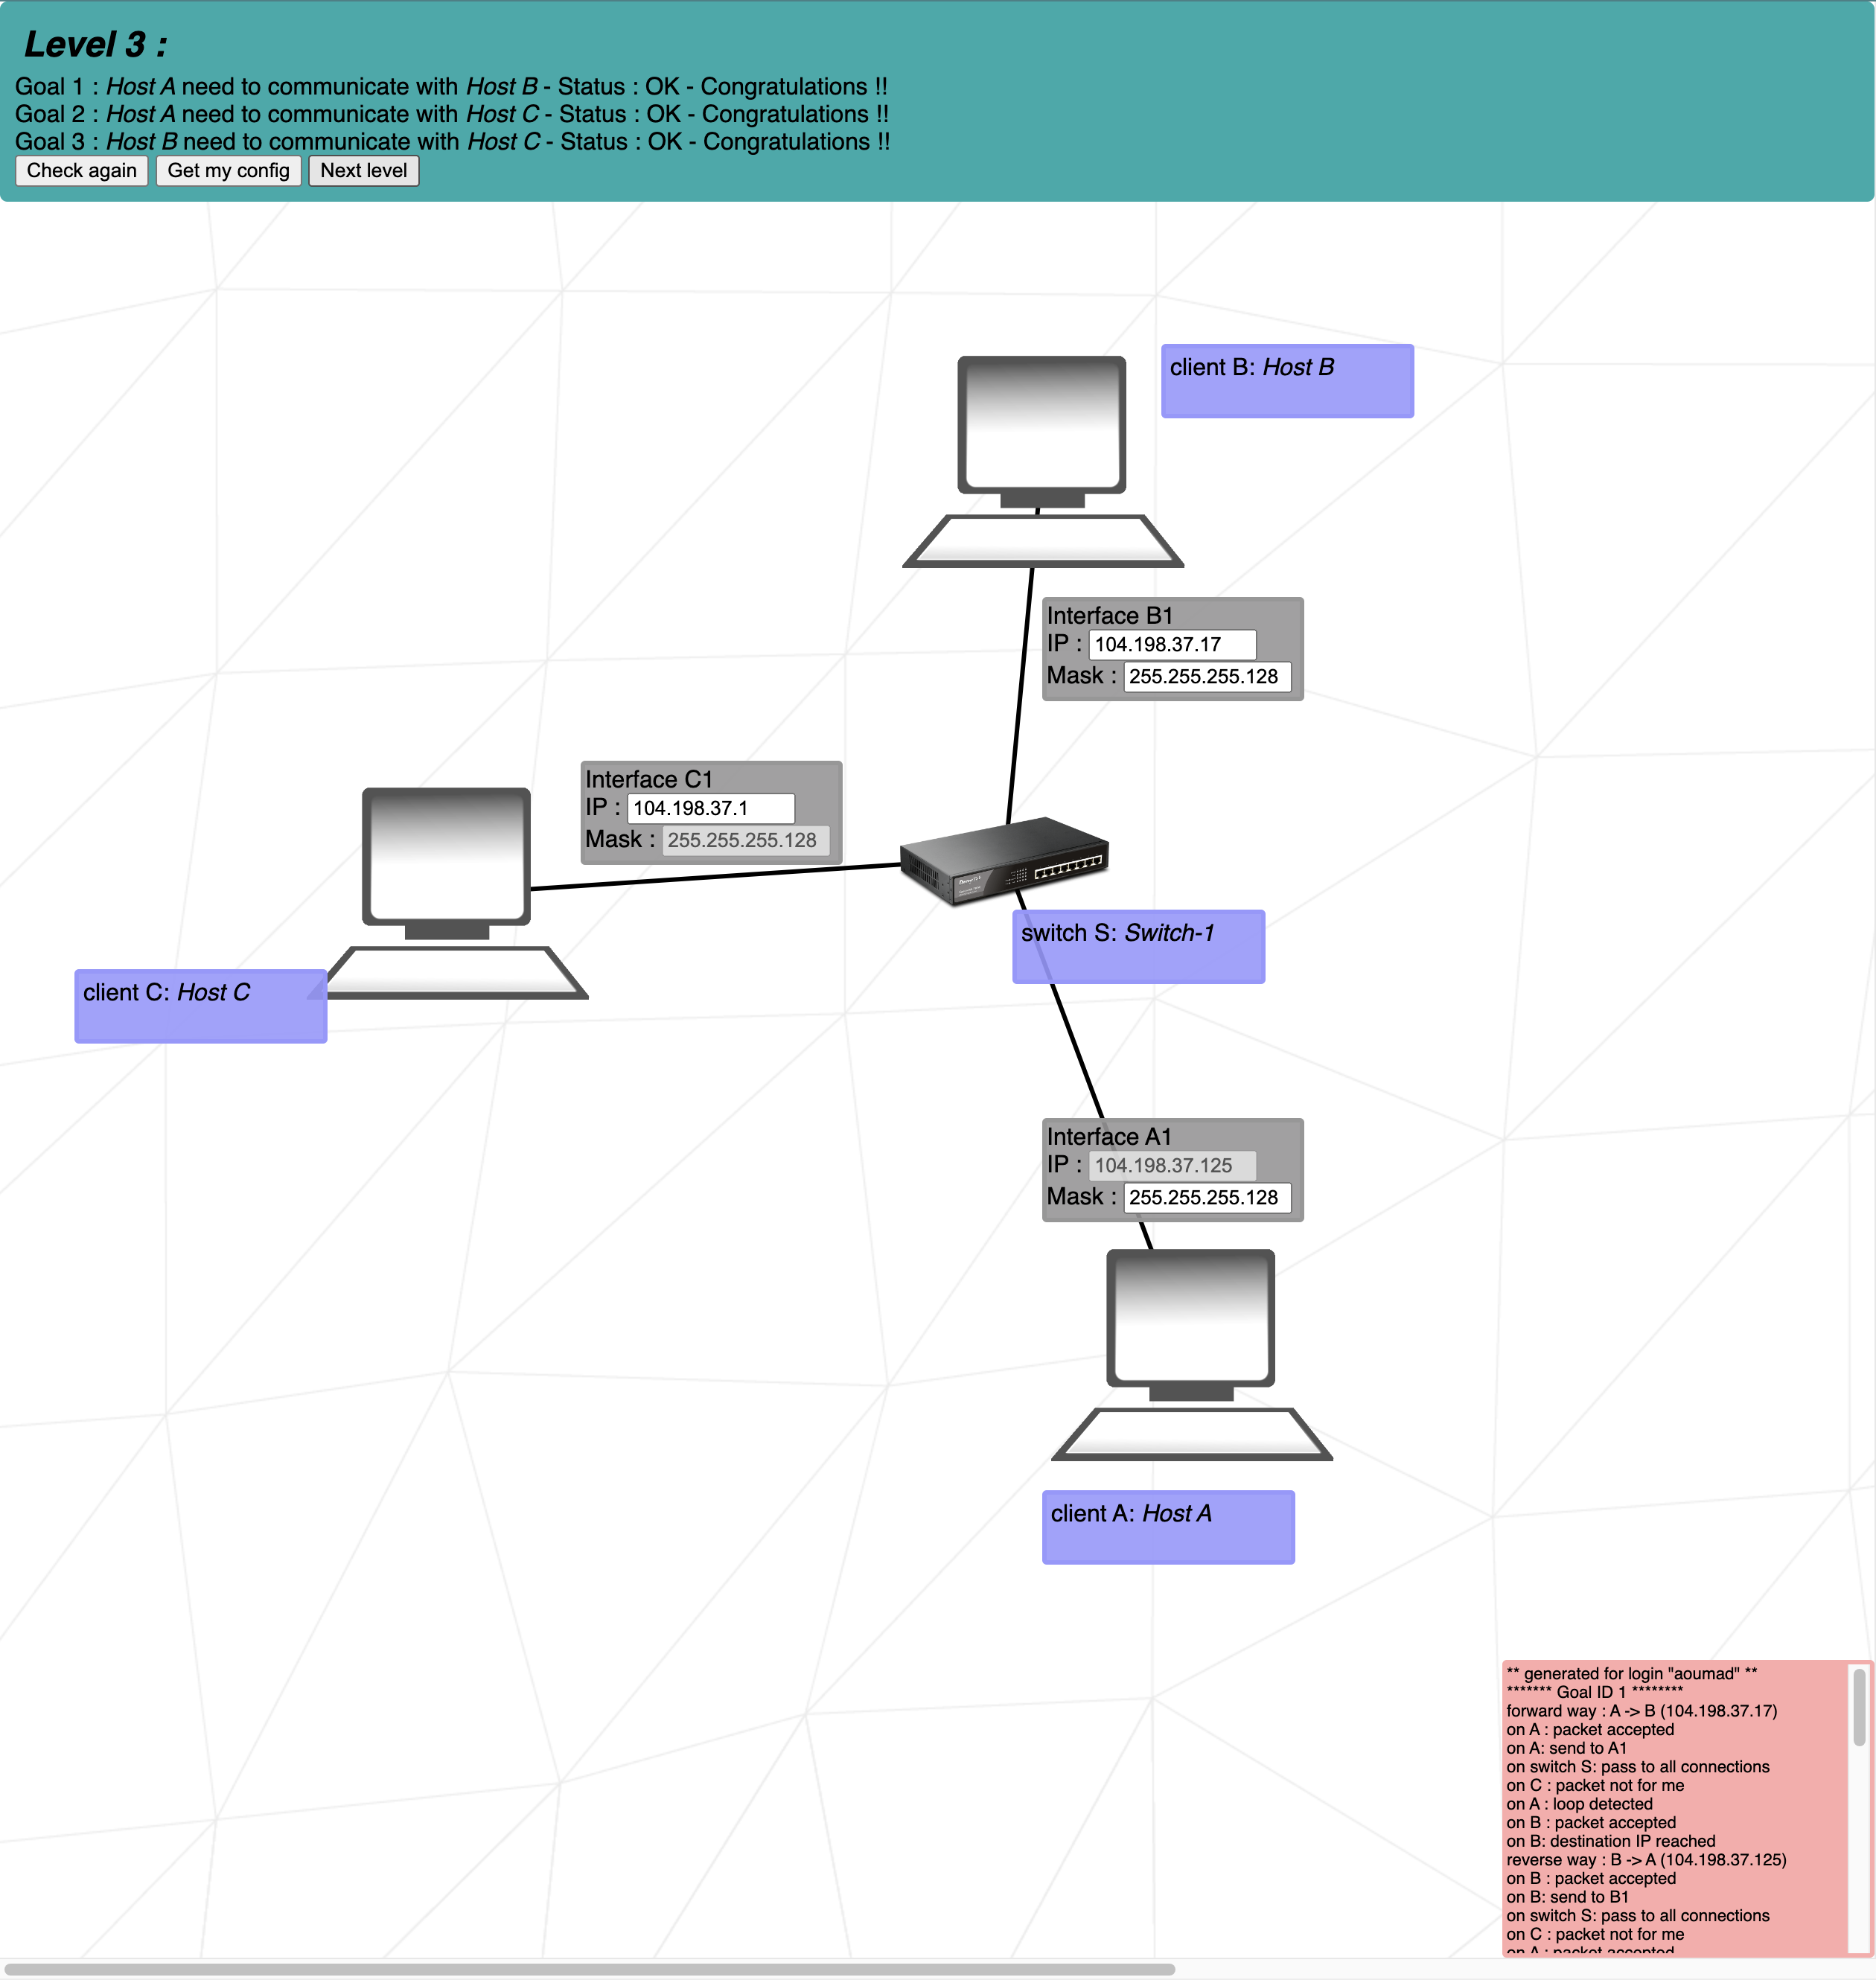 Level 3 :
Goal 1 : Host A need to communicate with Host B - Status : OK - Congratulations !!
Goal 2 : Host A need to communicate with Host C - Status : OK - Congratulations !!
Goal 3 : Host B need to communicate with Host C - Status : OK - Congratulations !!
Check again Get my config Next level
client B: Host B
Interface B1
IP : 104.198.37.17
Mask : 255.255.255.128
Interface C1
IP : 104.198.37.1
Mask : 255.255.255.128
switch S: Switch-1
client C: Host C
Interface A1
IP : 104.198.37.125
Mask : 255.255.255.128
client A: Host A
** generated for login "aoumad" **
******* Goal ID 1 ********
forward way : A -> B (104.198.37.17)
on A : packet accepted
on A: send to A1
on switch S: pass to all connections
on C : packet not for me
on A : loop detected
on B : packet accepted
on B: destination IP reached
reverse way : B -> A (104.198.37.125)
on B : packet accepted
on B: send to B1
on switch S: pass to all connections
on C : packet not for me
on A : packet accepted